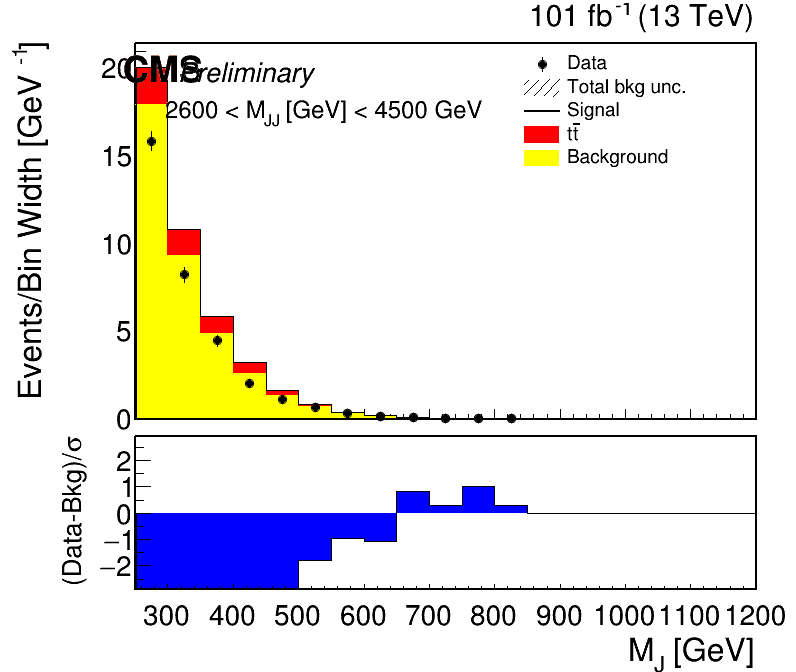 101 fb⁻¹ (13 TeV)
CMS Preliminary
2600 < M_JJ [GeV] < 4500 GeV
Data
Total bkg unc.
Signal
tt̄
Background
Events/Bin Width [GeV⁻¹]
20
15
10
5
0
(Data-Bkg)/σ
2
1
0
−1
−2
300 400 500 600 700 800 900 1000 1100 1200
M_J [GeV]